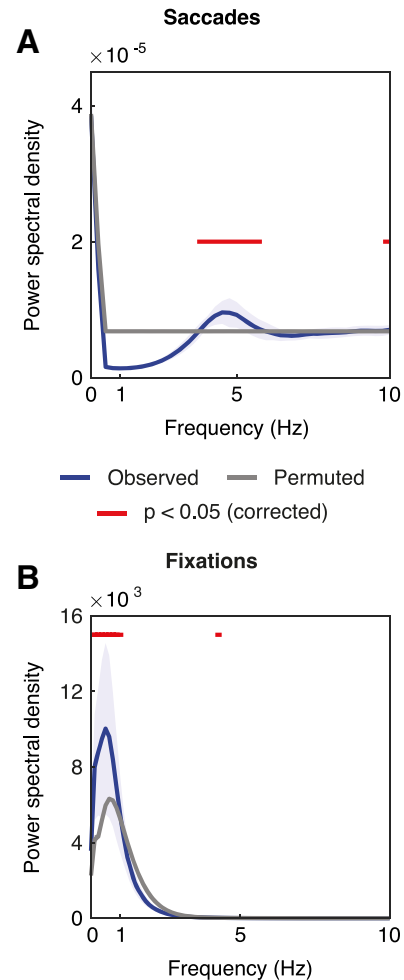 Saccades
A
× 10 -5
4
2
0
Power spectral density
0 1 5 10
Frequency (Hz)
Observed Permuted
p < 0.05 (corrected)
Fixations
B
× 10 3
16
12
8
4
0
Power spectral density
0 1 5 10
Frequency (Hz)